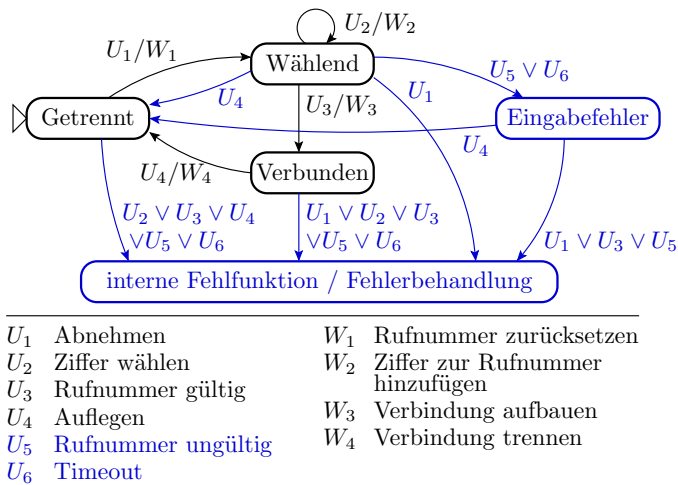 U₂/W₂
U₁/W₁
Wählend
U₅ ∨ U₆
U₄
U₁
U₃/W₃
Getrennt
Eingabefehler
U₄
U₄/W₄
Verbunden
U₂ ∨ U₃ ∨ U₄
∨U₅ ∨ U₆
U₁ ∨ U₂ ∨ U₃
∨U₅ ∨ U₆
U₁ ∨ U₃ ∨ U₅
interne Fehlfunktion / Fehlerbehandlung
U₁ Abnehmen
U₂ Ziffer wählen
U₃ Rufnummer gültig
U₄ Auflegen
U₅ Rufnummer ungültig
U₆ Timeout
W₁ Rufnummer zurücksetzen
W₂ Ziffer zur Rufnummer
hinzufügen
W₃ Verbindung aufbauen
W₄ Verbindung trennen